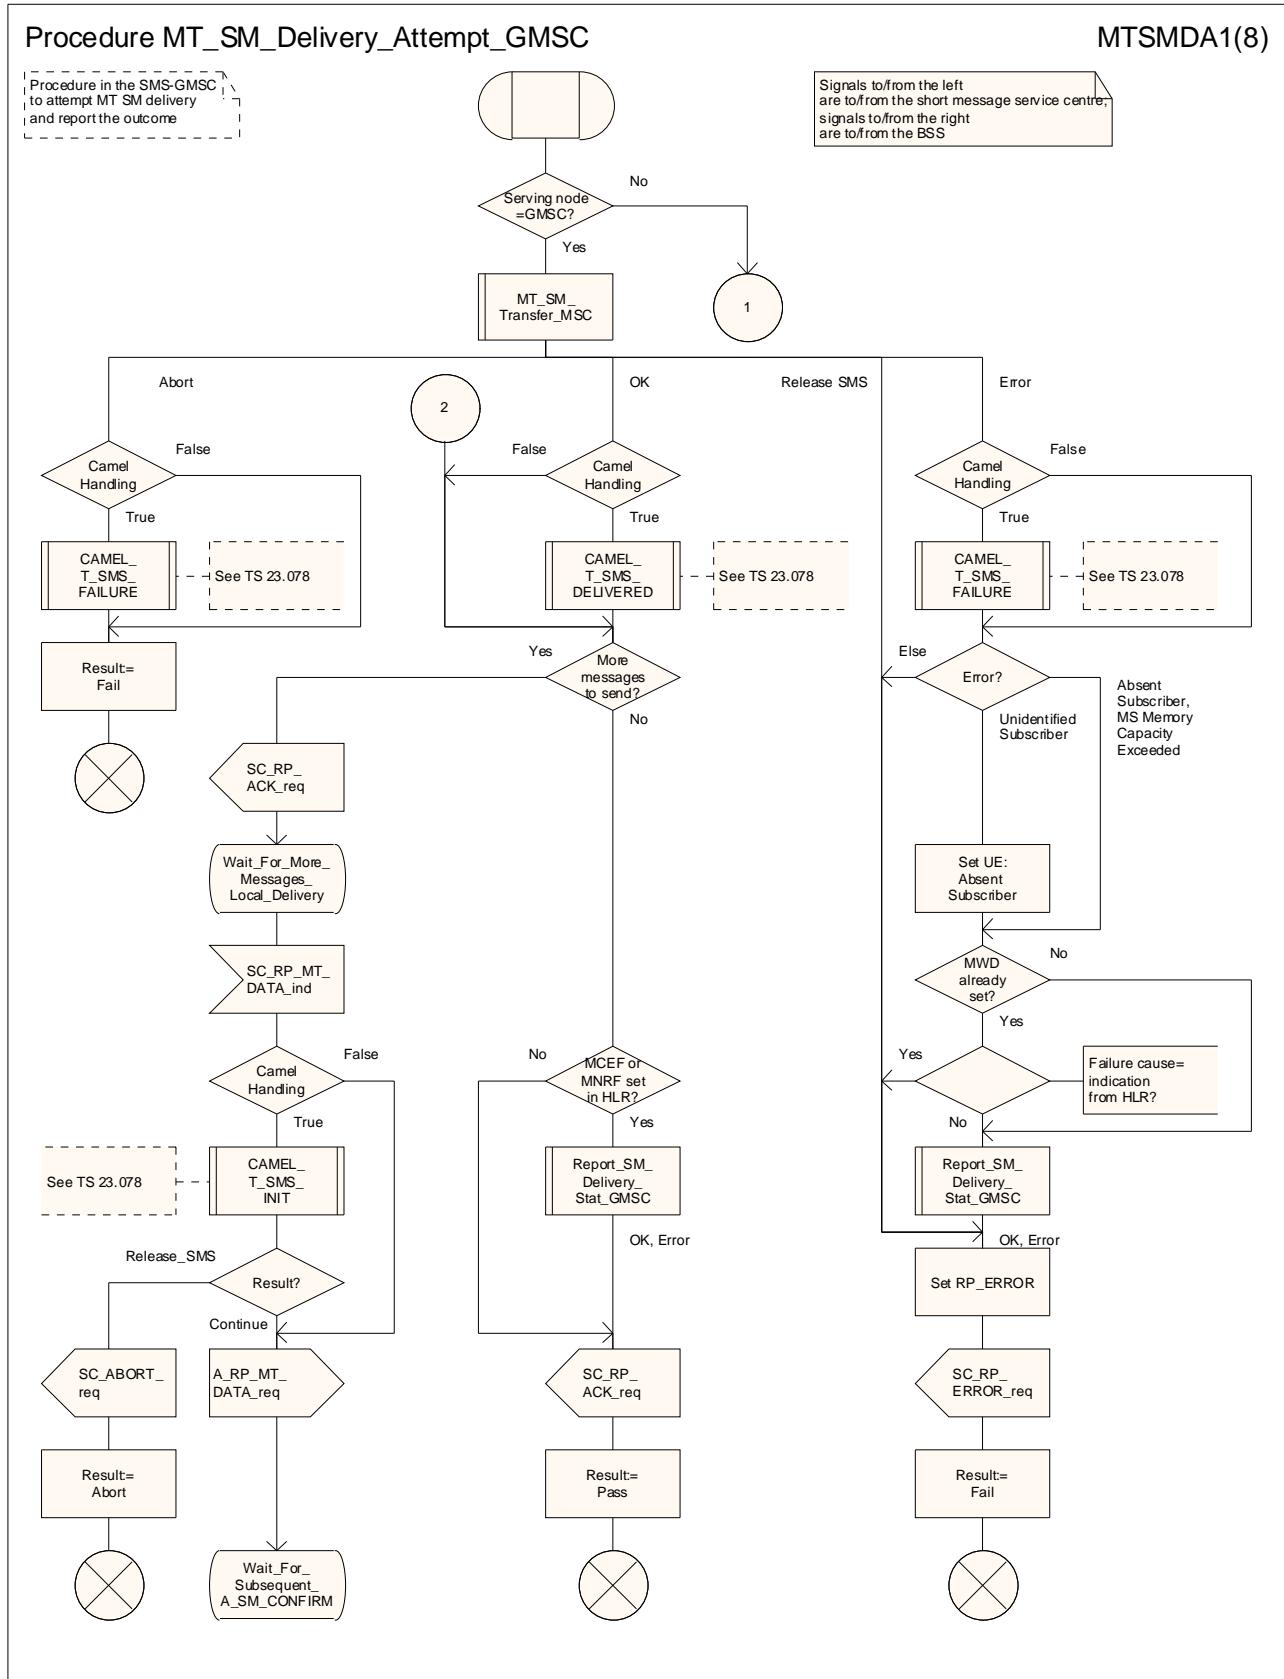 Procedure MT_SM_Delivery_Attempt_GMSC
MTSMDA1(8)
Procedure in the SMS-GMSC
to attempt MT SM delivery
and report the outcome
Signals to/from the left
are to/from the short message service centre;
signals to/from the right
are to/from the BSS
Serving node
=GMSC?
No
Yes
MT_SM_
Transfer_MSC
1
Abort
OK
Release SMS
Error
2
Camel
Handling
False
True
Camel
Handling
False
True
Camel
Handling
False
True
CAMEL_
T_SMS_
FAILURE
See TS 23.078
CAMEL_
T_SMS_
DELIVERED
See TS 23.078
CAMEL_
T_SMS_
FAILURE
See TS 23.078
Result:=
Fail
Yes
More
messages
to send?
No
Else
Error?
Unidentified
Subscriber
Absent
Subscriber,
MS Memory
Capacity
Exceeded
SC_RP_
ACK_req
Wait_For_More_
Messages_
Local_Delivery
Set UE:
Absent
Subscriber
SC_RP_MT_
DATA_ind
MWD
already
set?
No
Yes
Camel
Handling
False
True
No
MCEF or
MNRF set
in HLR?
Yes
Yes
Failure cause=
indication
from HLR?
No
See TS 23.078
CAMEL_
T_SMS_
INIT
Report_SM_
Delivery_
Stat_GMSC
Report_SM_
Delivery_
Stat_GMSC
OK, Error
OK, Error
Release_SMS
Result?
Continue
Set RP_ERROR
SC_ABORT_
req
A_RP_MT_
DATA_req
SC_RP_
ACK_req
SC_RP_
ERROR_req
Result:=
Abort
Result:=
Pass
Result:=
Fail
Wait_For_
Subsequent_
A_SM_CONFIRM